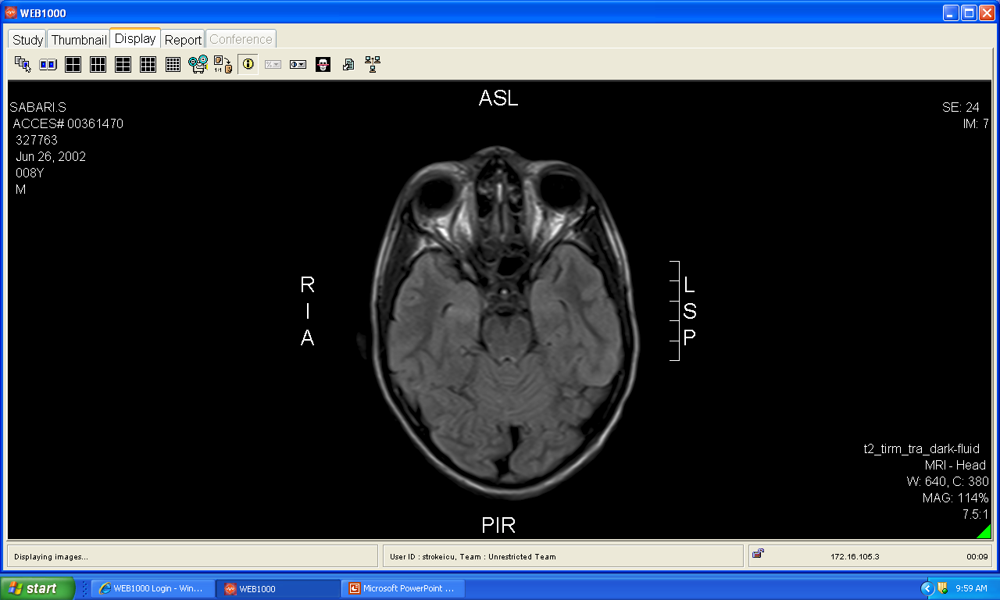 WEB1000
Study Thumbnail Display Report Conference
1:1 %
ASL
SABARI.S
ACCES# 00361470
327763
Jun 26, 2002
008Y
M
SE: 24
IM: 7
R
I
A
L
S
P
t2_tirm_tra_dark-fluid
MRI - Head
W: 640, C: 380
MAG: 114%
7.5:1
PIR
Displaying images...
User ID : strokeicu, Team : Unrestricted Team
172.16.105.3
00:09
start
WEB1000 Login - Win...
WEB1000
Microsoft PowerPoint ...
9:59 AM